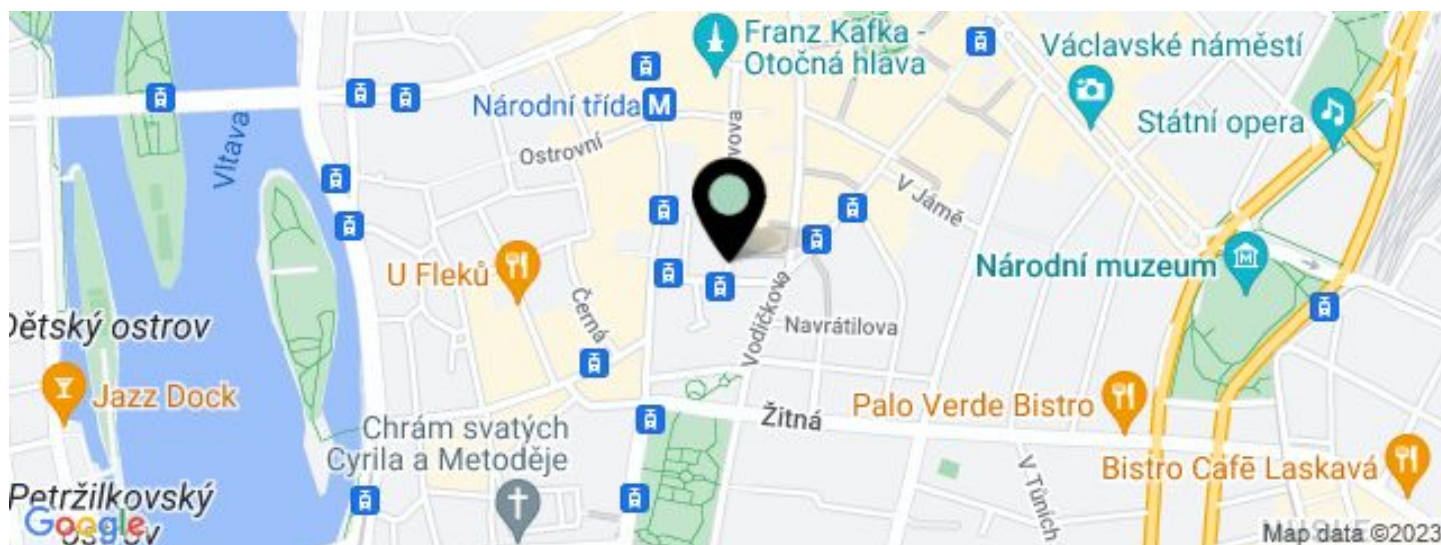 Franz Kafka -
Otočná hlava
Václavské náměstí
Národní třída
M
Státní opera
Vltava
Ostrovní
V Jámě
U Fleků
Národní muzeum
Černá
Vodičkova
Navrátilova
Dětský ostrov
Jazz Dock
Palo Verde Bistro
Žitná
Chrám svatých
Cyrila a Metoděje
Bistro Café Laskavá
V Tůních
Petržilkovský
ostrov
Google
Map data ©2023